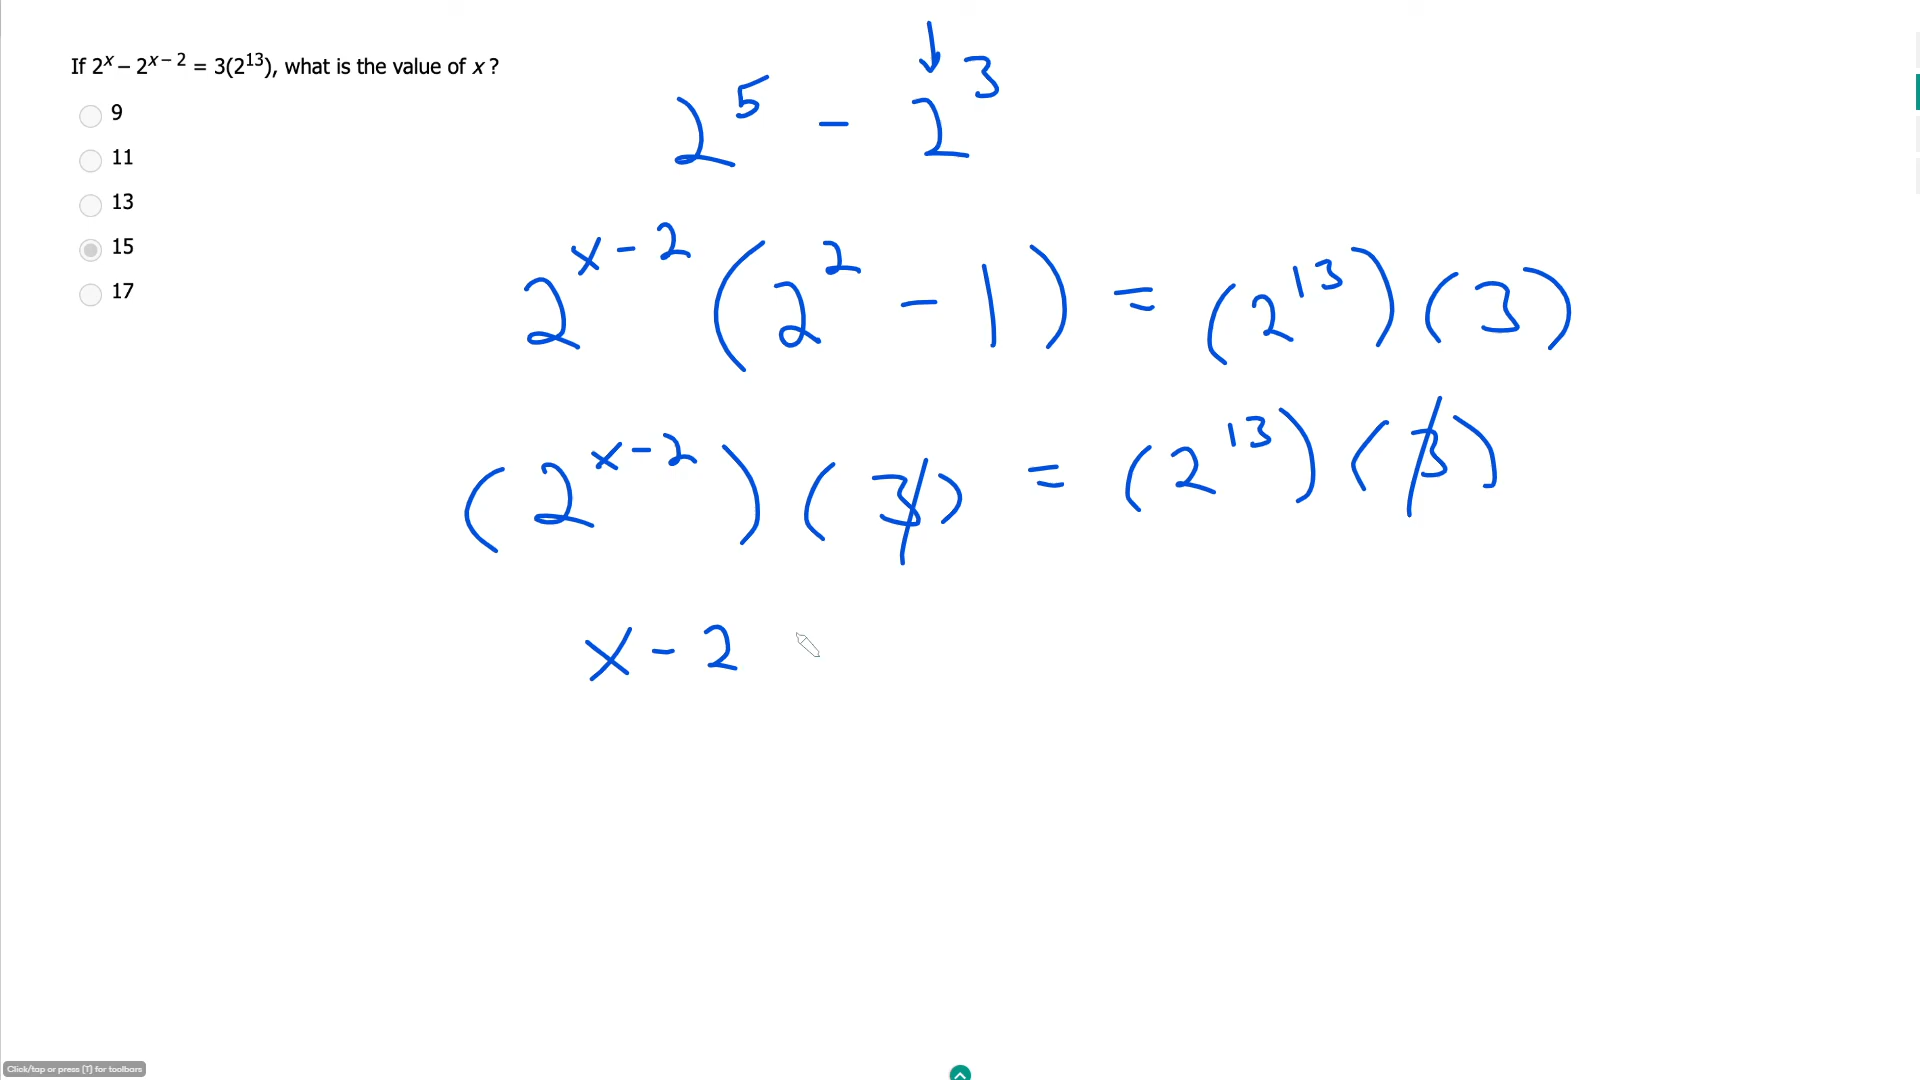 If 2^x – 2^(x – 2) = 3(2^13), what is the value of x ?
9
11
13
15
17
2^5 - 2^3
2^(x-2) (2^2 - 1) = (2^13)(3)
(2^(x-2))(3) = (2^13)(3)
x - 2
Click/tap or press [T] for toolbars